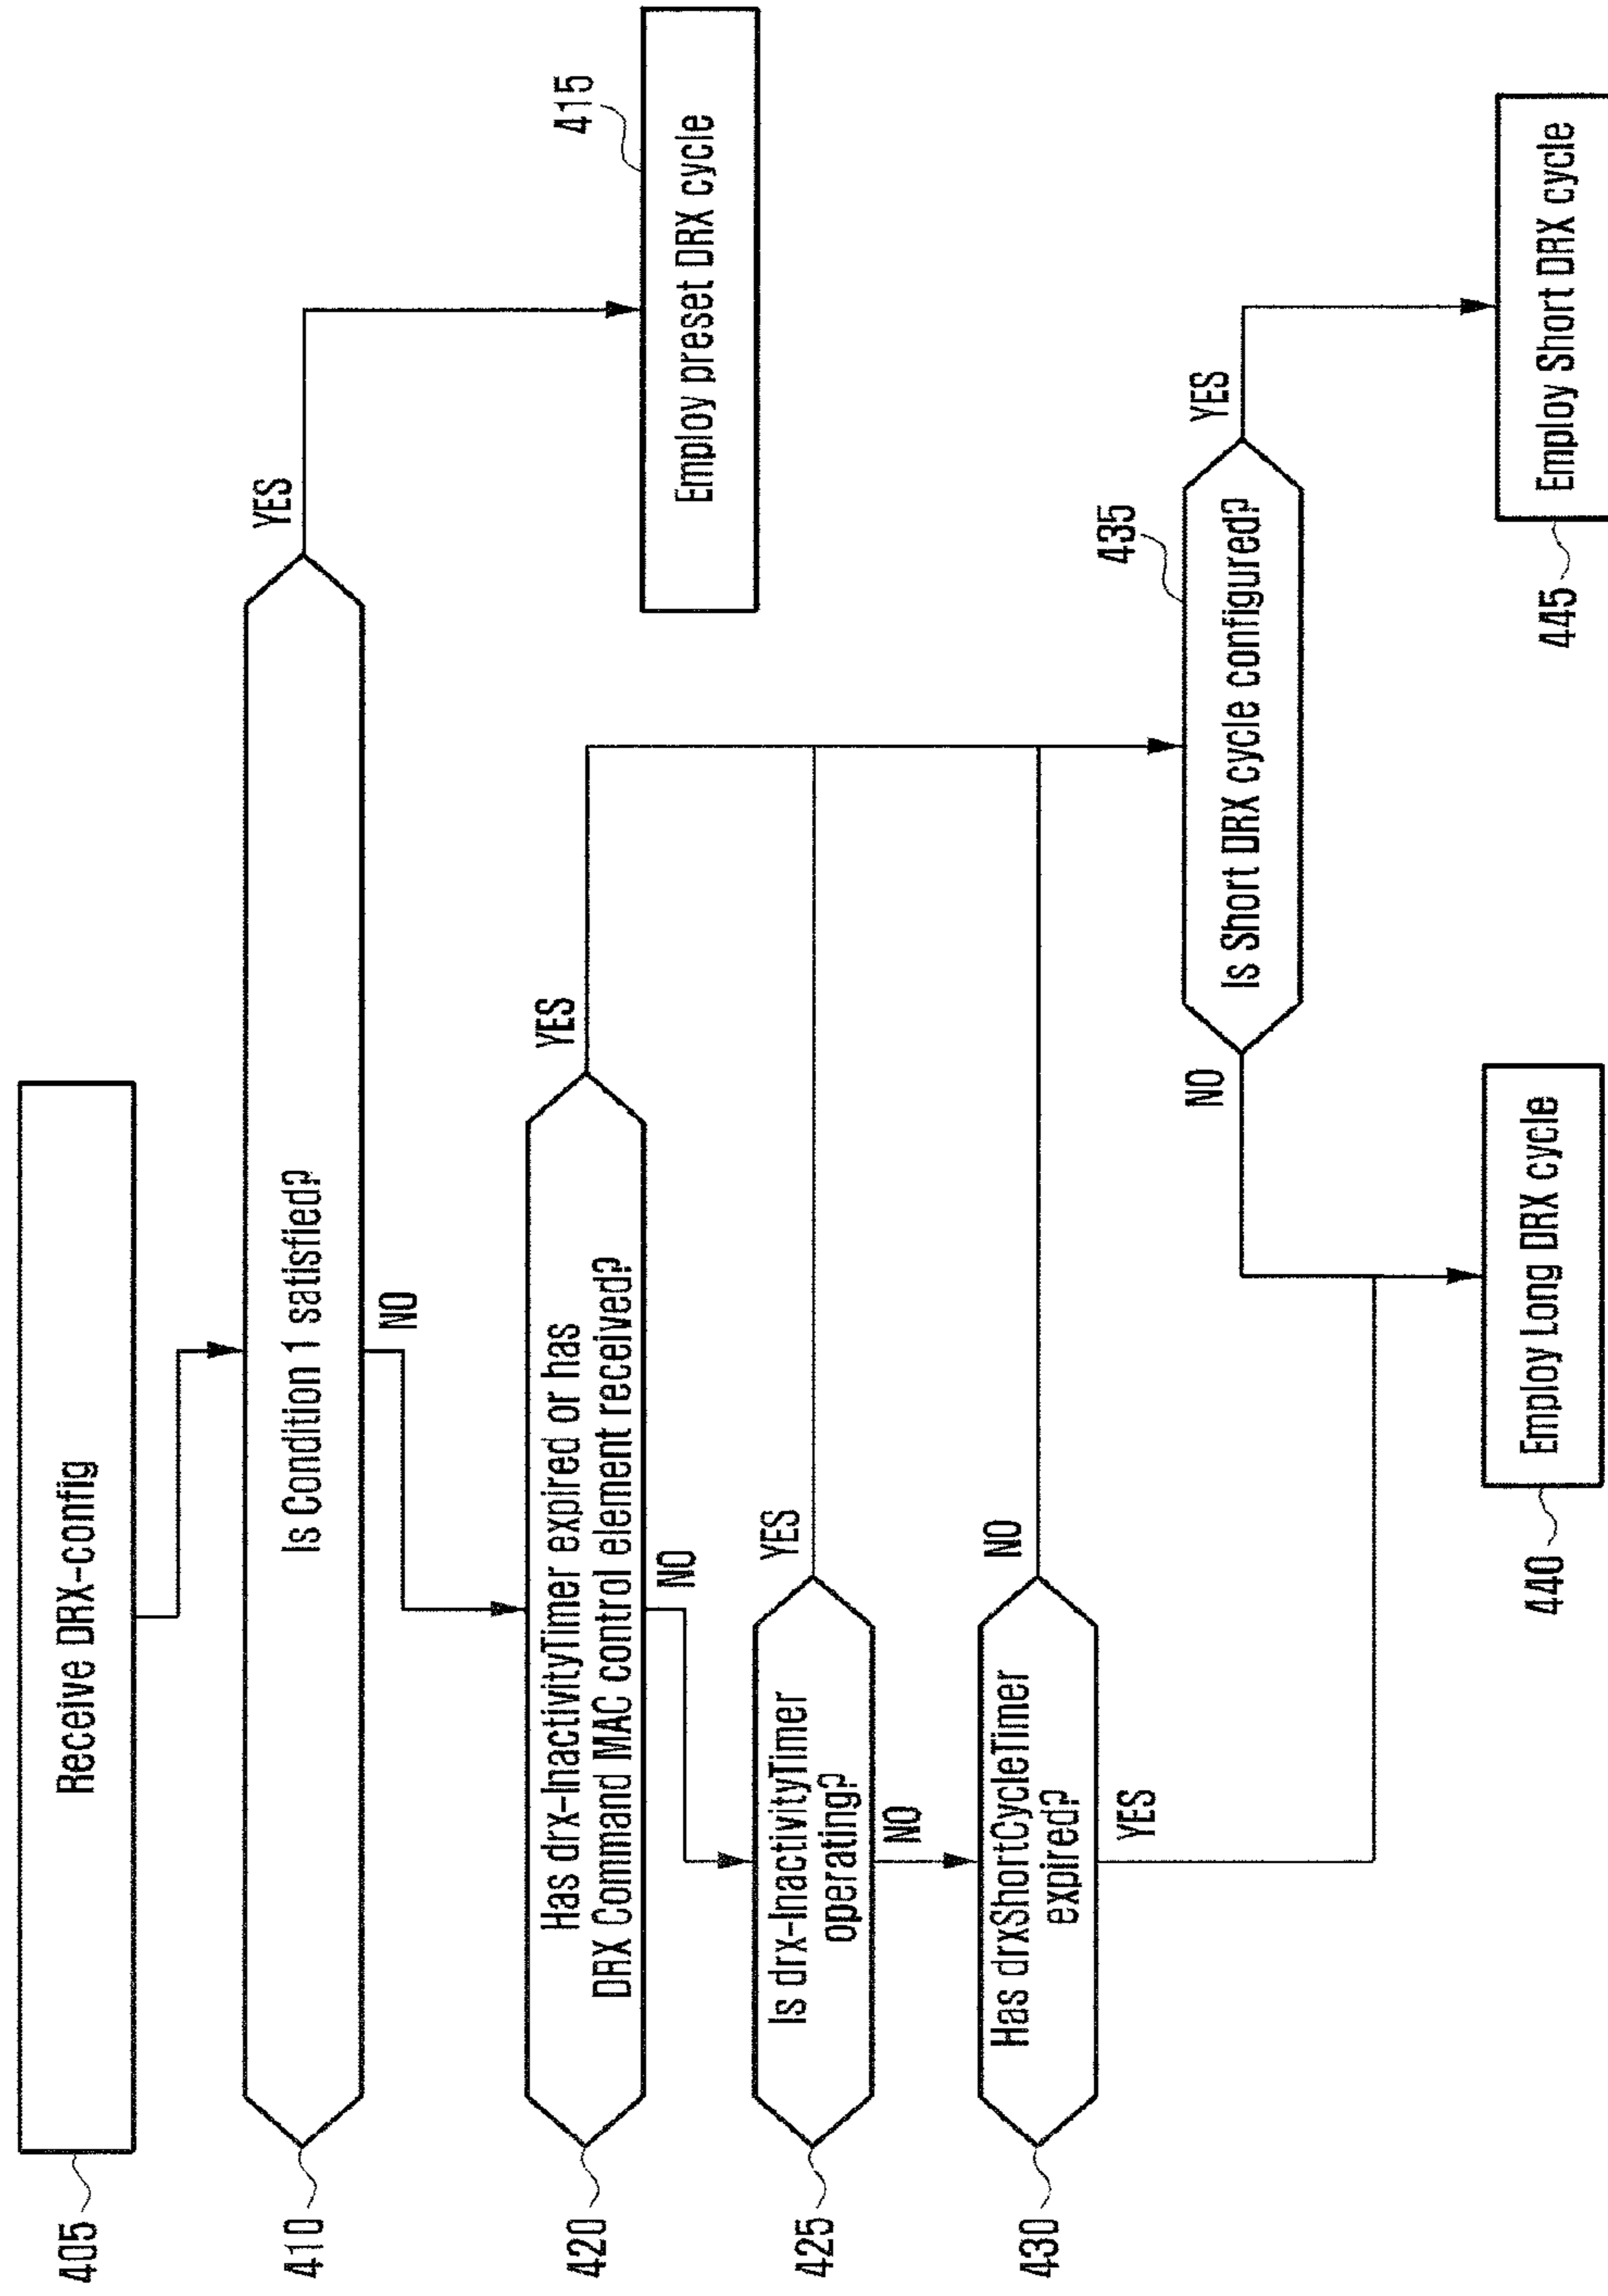 405
Receive DRX-config
410
Is Condition 1 satisfied?
YES
NO
415
Employ preset DRX cycle
420
Has drx-InactivityTimer expired or has
DRX Command MAC control element received?
YES
NO
425
Is drx-InactivityTimer
operating?
YES
NO
430
Has drxShortCycleTimer
expired?
NO
YES
435
Is Short DRX cycle configured?
NO
YES
440
Employ Long DRX cycle
445
Employ Short DRX cycle